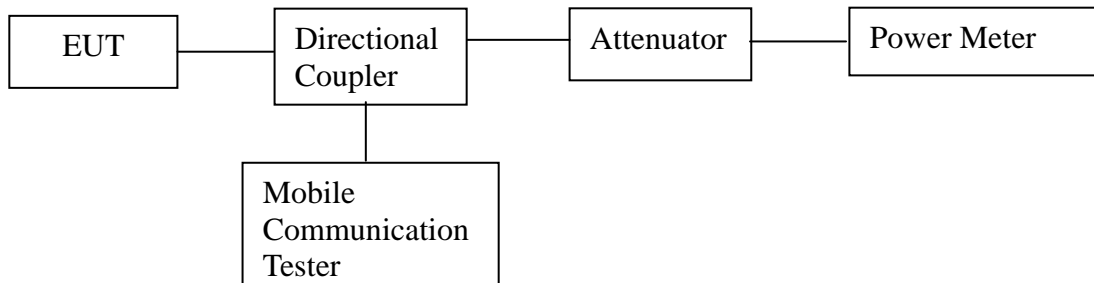 EUT
Directional
Coupler
Attenuator
Power Meter
Mobile
Communication
Tester